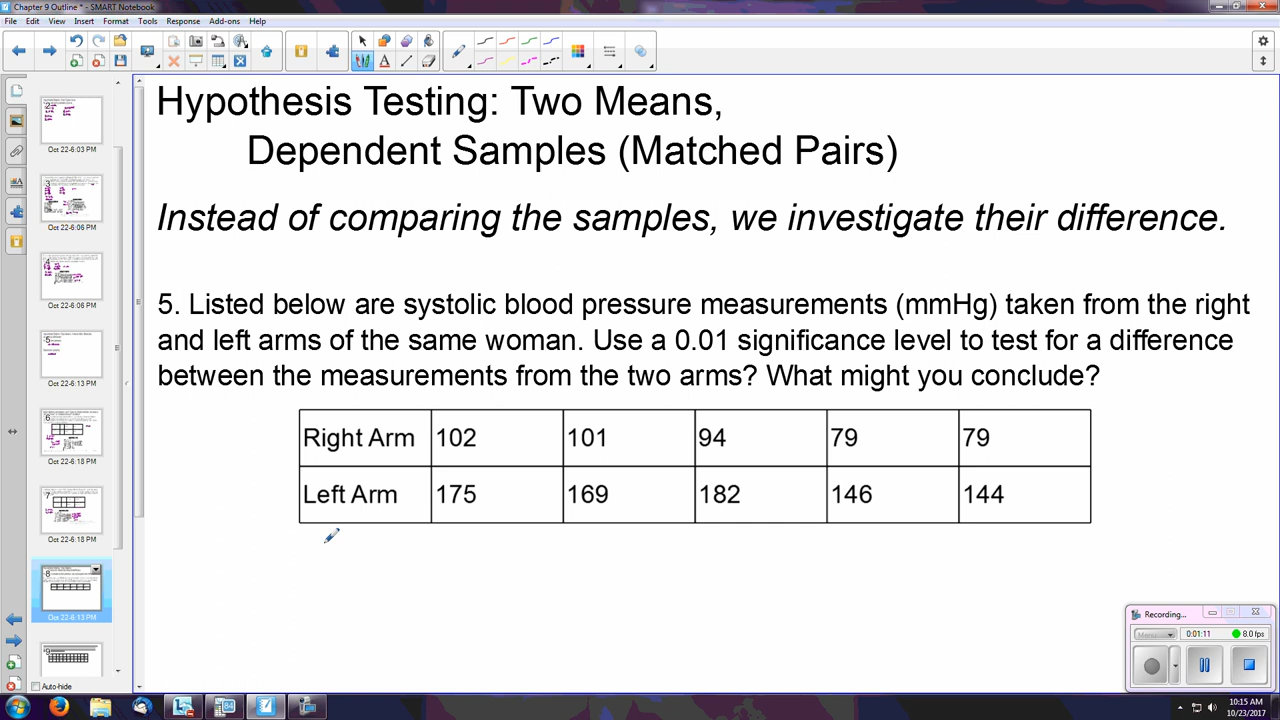 Chapter 9 Outline * - SMART Notebook
File Edit View Insert Format Tools Response Add-ons Help
Hypothesis Testing: Two Means,
Dependent Samples (Matched Pairs)
Instead of comparing the samples, we investigate their difference.
5. Listed below are systolic blood pressure measurements (mmHg) taken from the right
and left arms of the same woman. Use a 0.01 significance level to test for a difference
between the measurements from the two arms? What might you conclude?
Right Arm 102 101 94 79 79
Left Arm 175 169 182 146 144
Oct 22-6:03 PM
Oct 22-6:06 PM
Oct 22-6:06 PM
Oct 22-6:13 PM
Oct 22-6:18 PM
Oct 22-6:18 PM
Oct 22-6:13 PM
Auto-hide
Recording...
0:01:11 8.0 fps
10:15 AM
10/23/2017